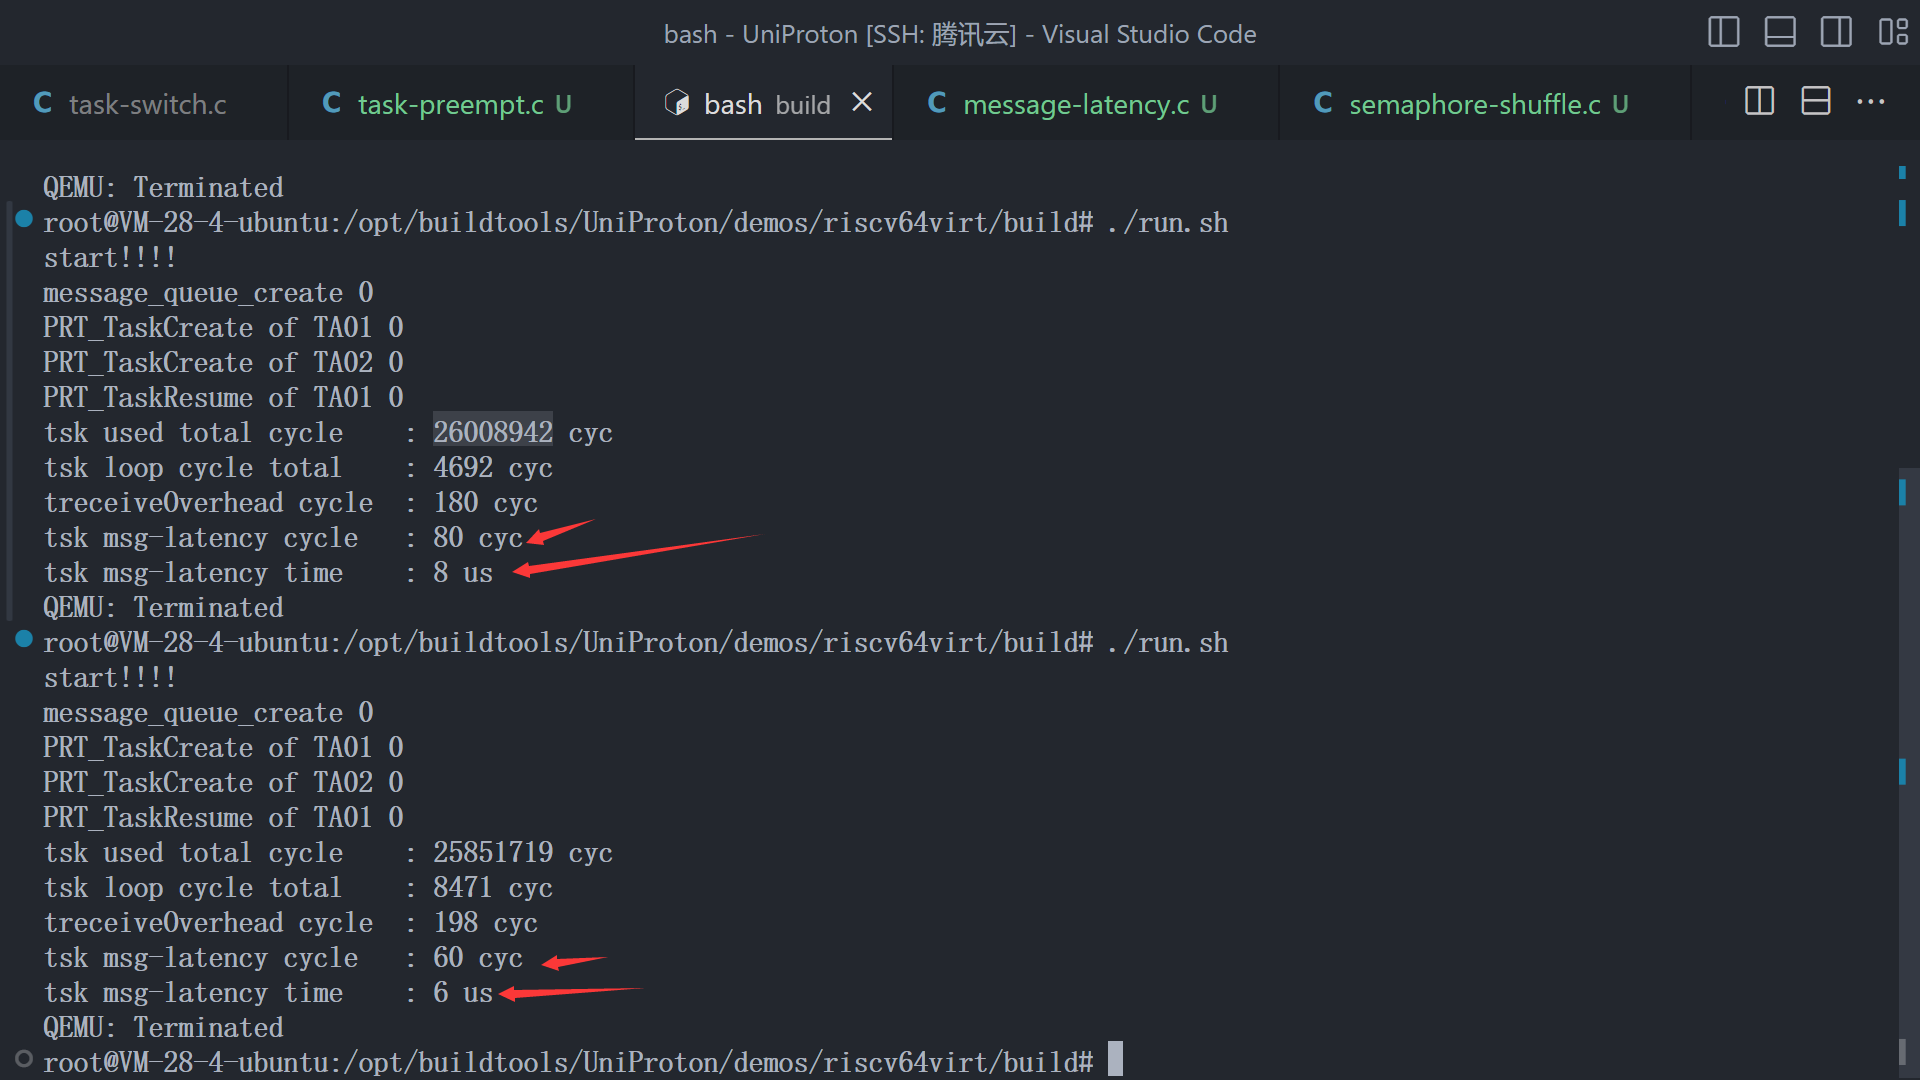 bash - UniProton [SSH: 腾讯云] - Visual Studio Code
task-switch.c task-preempt.c U bash build message-latency.c U semaphore-shuffle.c U
QEMU: Terminated
root@VM-28-4-ubuntu:/opt/buildtools/UniProton/demos/riscv64virt/build# ./run.sh
start!!!!
message_queue_create 0
PRT_TaskCreate of TA01 0
PRT_TaskCreate of TA02 0
PRT_TaskResume of TA01 0
tsk used total cycle : 26008942 cyc
tsk loop cycle total : 4692 cyc
treceiveOverhead cycle : 180 cyc
tsk msg-latency cycle : 80 cyc
tsk msg-latency time : 8 us
QEMU: Terminated
root@VM-28-4-ubuntu:/opt/buildtools/UniProton/demos/riscv64virt/build# ./run.sh
start!!!!
message_queue_create 0
PRT_TaskCreate of TA01 0
PRT_TaskCreate of TA02 0
PRT_TaskResume of TA01 0
tsk used total cycle : 25851719 cyc
tsk loop cycle total : 8471 cyc
treceiveOverhead cycle : 198 cyc
tsk msg-latency cycle : 60 cyc
tsk msg-latency time : 6 us
QEMU: Terminated
root@VM-28-4-ubuntu:/opt/buildtools/UniProton/demos/riscv64virt/build#